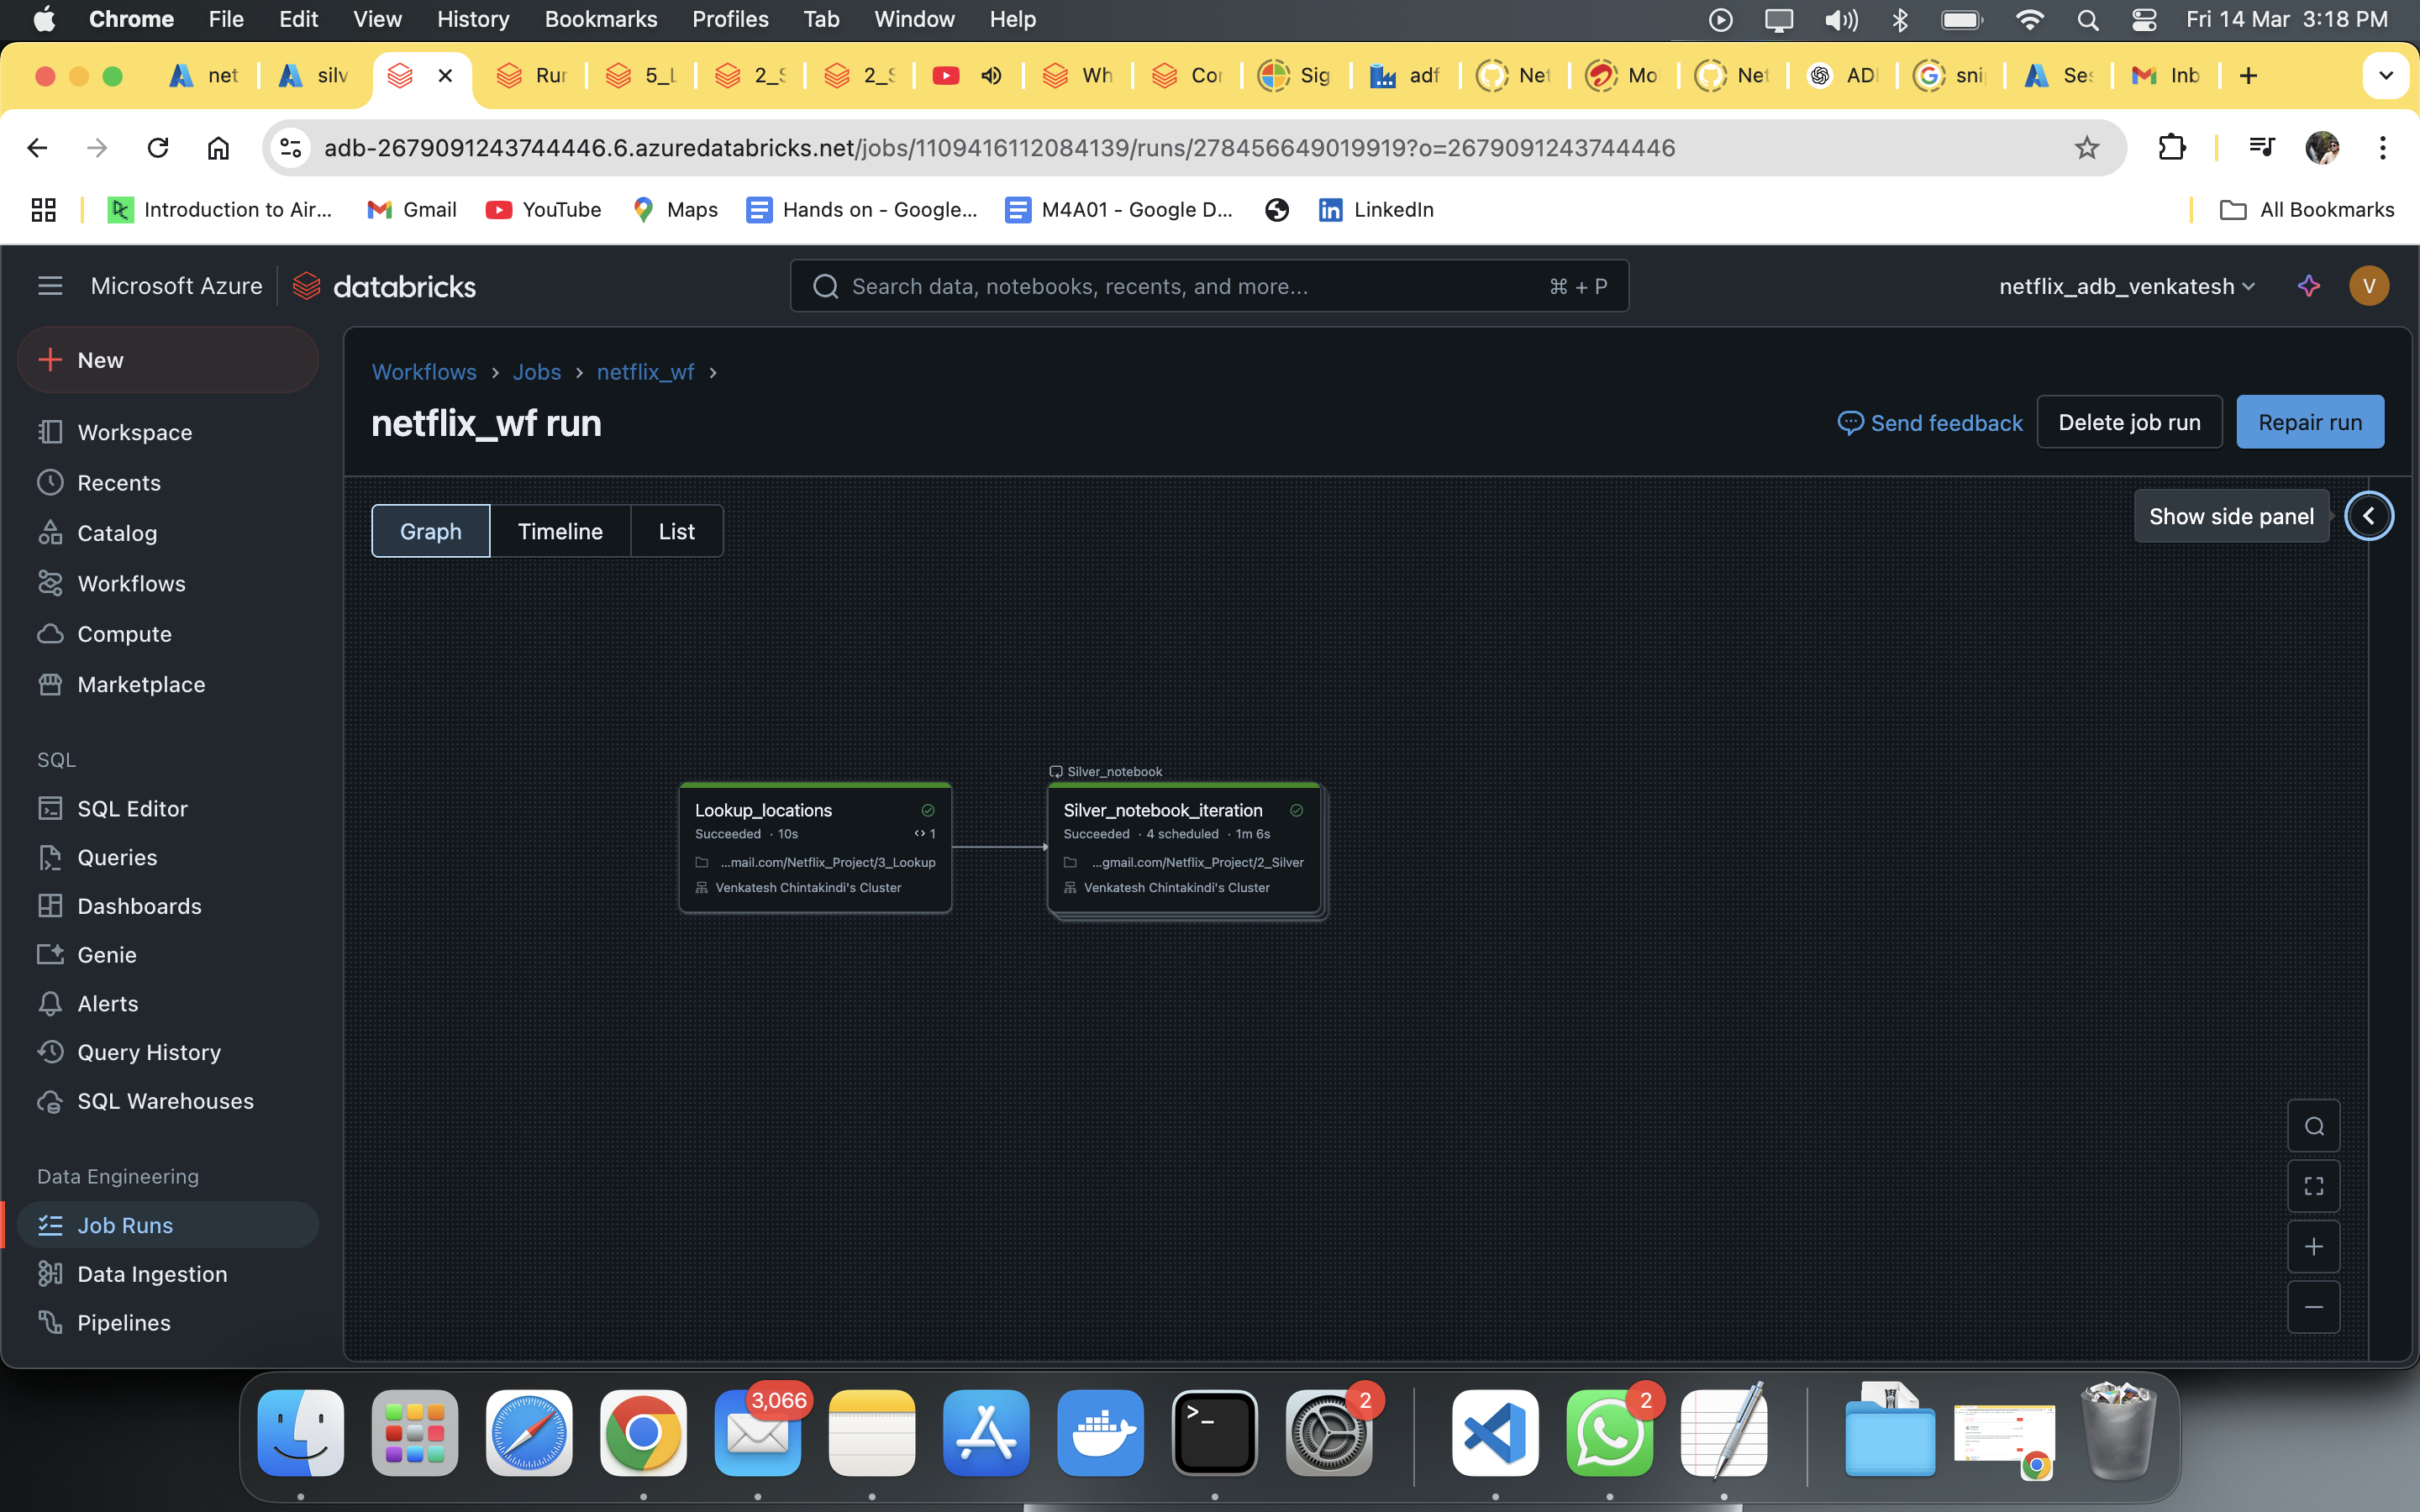 Chrome File Edit View History Bookmarks Profiles Tab Window Help Fri 14 Mar 3:18 PM
net silv Rur 5_L 2_S 2_S Wh Cor Sig adf Net Mo Net AD sni Ses Inb
adb-2679091243744446.6.azuredatabricks.net/jobs/1109416112084139/runs/278456649019919?o=2679091243744446
Introduction to Air... Gmail YouTube Maps Hands on - Google... M4A01 - Google D... LinkedIn All Bookmarks
Microsoft Azure databricks Search data, notebooks, recents, and more... ⌘ + P netflix_adb_venkatesh V
New
Workspace
Recents
Catalog
Workflows
Compute
Marketplace
SQL
SQL Editor
Queries
Dashboards
Genie
Alerts
Query History
SQL Warehouses
Data Engineering
Job Runs
Data Ingestion
Pipelines
Workflows › Jobs › netflix_wf ›
netflix_wf run
Send feedback Delete job run Repair run
Graph Timeline List
Show side panel
Lookup_locations
Succeeded · 10s 1
...mail.com/Netflix_Project/3_Lookup
Venkatesh Chintakindi's Cluster
Silver_notebook
Silver_notebook_iteration
Succeeded · 4 scheduled · 1m 6s
...gmail.com/Netflix_Project/2_Silver
Venkatesh Chintakindi's Cluster
3,066 2 2